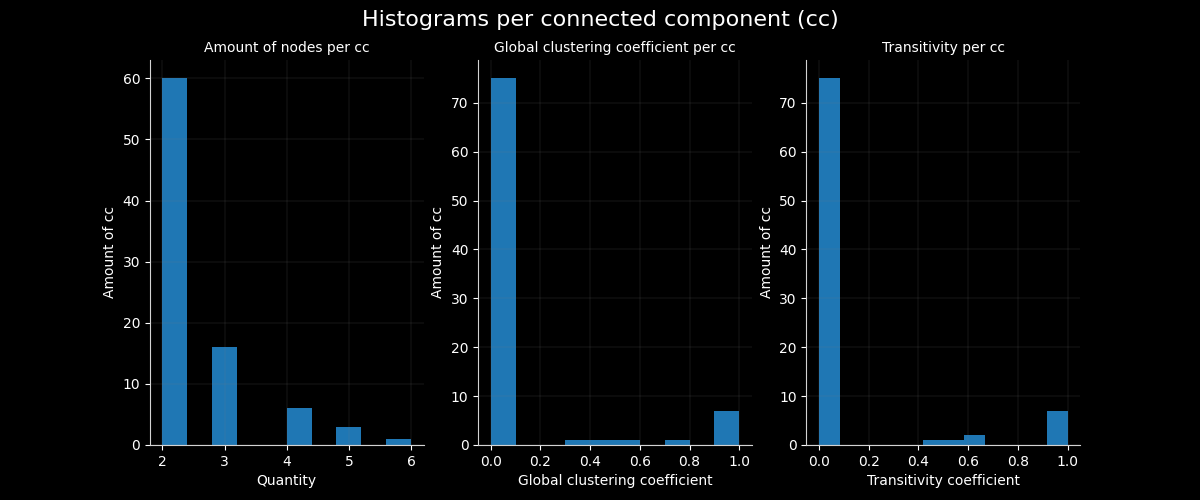 Histograms per connected component (cc)
Amount of nodes per cc
Global clustering coefficient per cc
Transitivity per cc
Amount of cc
60
50
40
30
20
10
0
2 3 4 5 6
Quantity
Amount of cc
70
60
50
40
30
20
10
0
0.0 0.2 0.4 0.6 0.8 1.0
Global clustering coefficient
Amount of cc
70
60
50
40
30
20
10
0
0.0 0.2 0.4 0.6 0.8 1.0
Transitivity coefficient